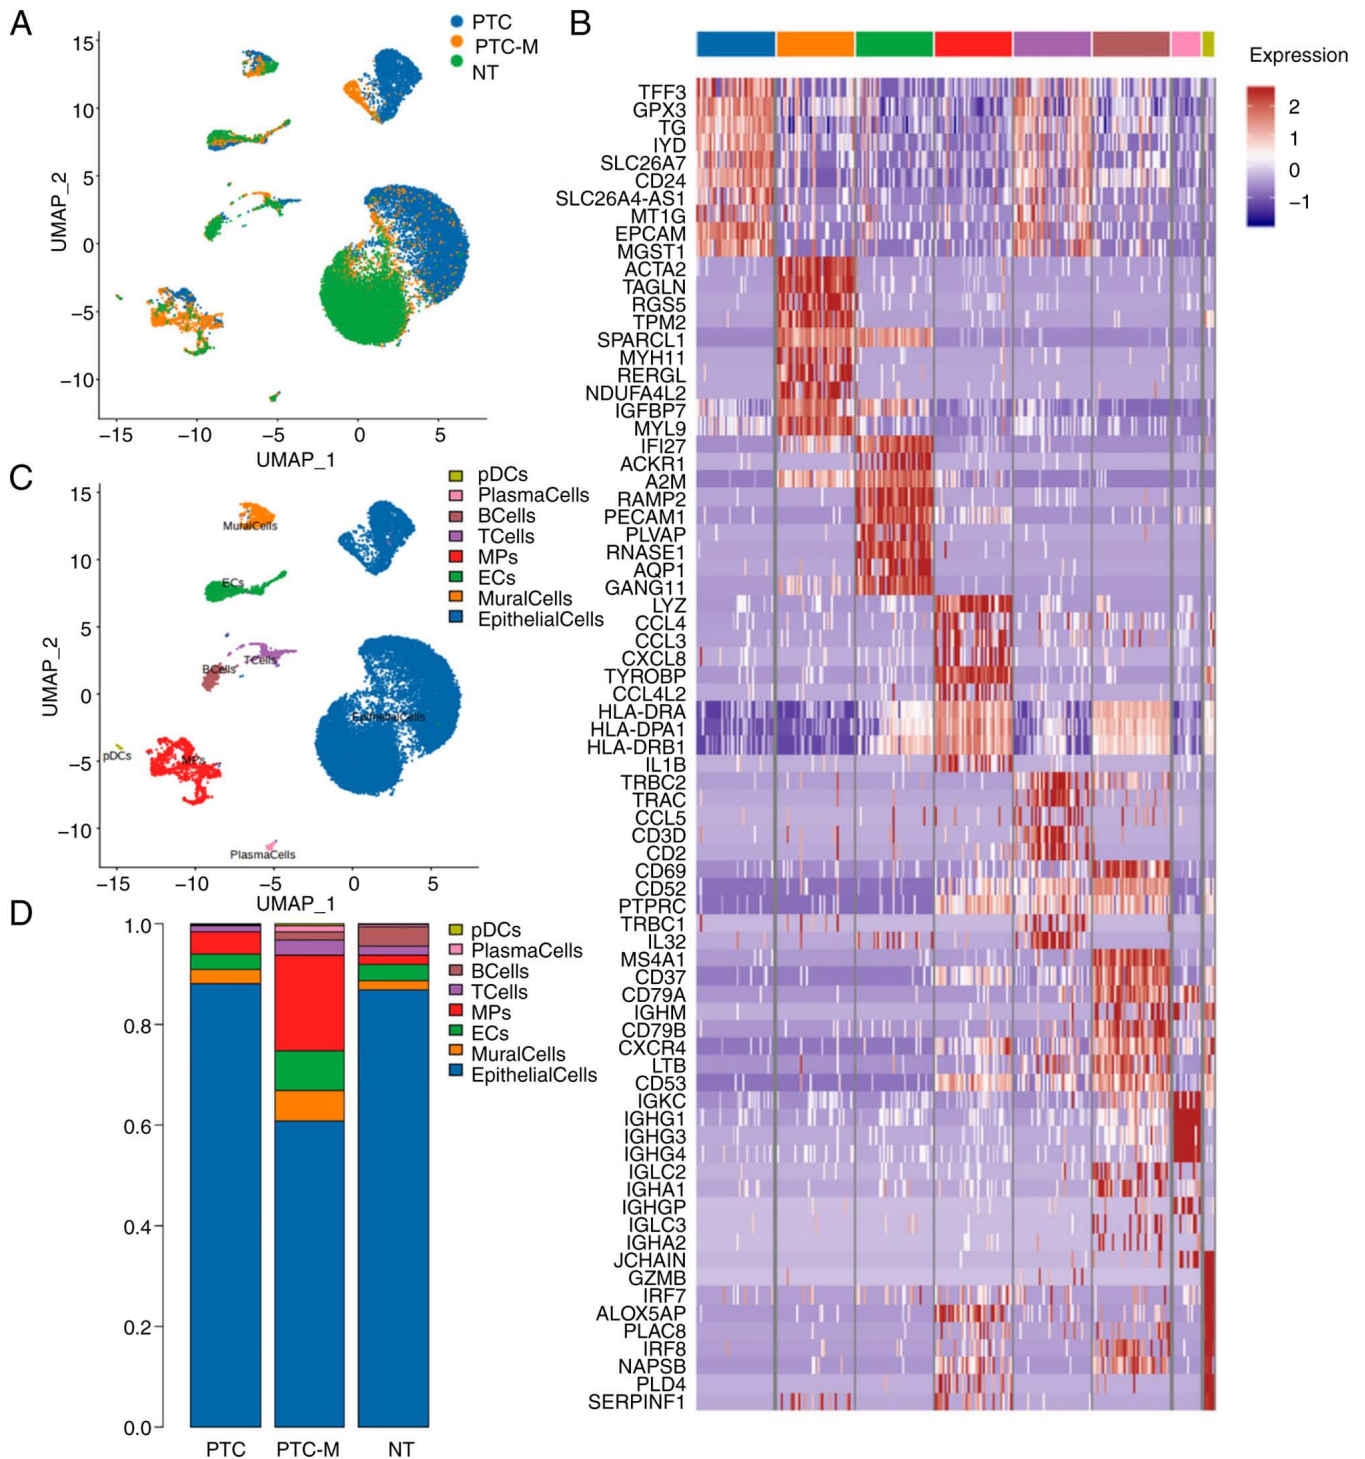 A
PTC
PTC-M
NT
15
10
5
0
−5
−10
−15
−10
−5
0
5
UMAP_1
UMAP_2
B
Expression
2
1
0
−1
TFF3
GPX3
TG
IYD
SLC26A7
CD24
SLC26A4-AS1
MT1G
EPCAM
MGST1
ACTA2
TAGLN
RGS5
TPM2
SPARCL1
MYH11
RERGL
NDUFA4L2
IGFBP7
MYL9
IFI27
ACKR1
A2M
RAMP2
PECAM1
PLVAP
RNASE1
AQP1
GANG11
LYZ
CCL4
CCL3
CXCL8
TYROBP
CCL4L2
HLA-DRA
HLA-DPA1
HLA-DRB1
IL1B
TRBC2
TRAC
CCL5
CD3D
CD2
CD69
CD52
PTPRC
TRBC1
IL32
MS4A1
CD37
CD79A
IGHM
CD79B
CXCR4
LTB
CD53
IGKC
IGHG1
IGHG3
IGHG4
IGLC2
IGHA1
IGHGP
IGLC3
IGHA2
JCHAIN
GZMB
IRF7
ALOX5AP
PLAC8
IRF8
NAPSB
PLD4
SERPINF1
C
pDCs
PlasmaCells
BCells
TCells
MPs
ECs
MuralCells
EpithelialCells
15
10
5
0
−5
−10
−15
−10
−5
0
5
UMAP_1
UMAP_2
MuralCells
ECs
TCells
BCells
EpithelialCells
pDCs
MPs
PlasmaCells
D
1.0
0.8
0.6
0.4
0.2
0.0
PTC
PTC-M
NT
pDCs
PlasmaCells
BCells
TCells
MPs
ECs
MuralCells
EpithelialCells